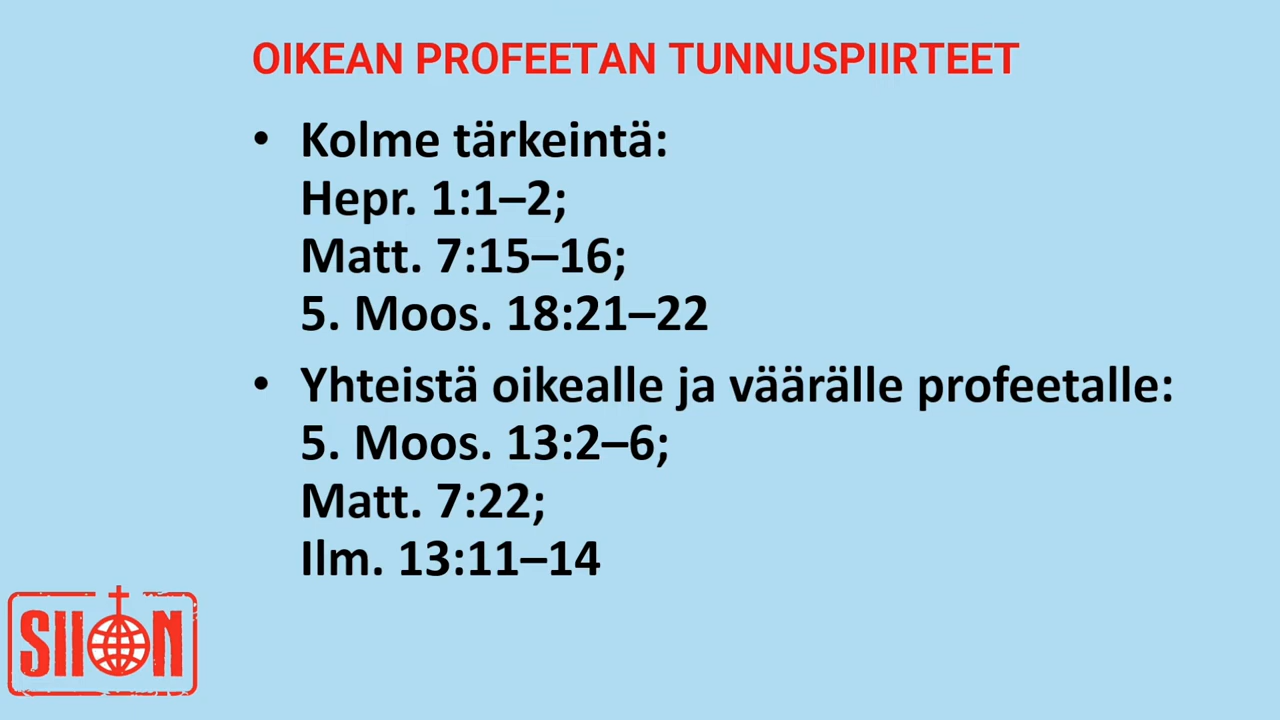 OIKEAN PROFEETAN TUNNUSPIIRTEET
• Kolme tärkeintä:
Hepr. 1:1–2;
Matt. 7:15–16;
5. Moos. 18:21–22
• Yhteistä oikealle ja väärälle profeetalle:
5. Moos. 13:2–6;
Matt. 7:22;
Ilm. 13:11–14
SIION